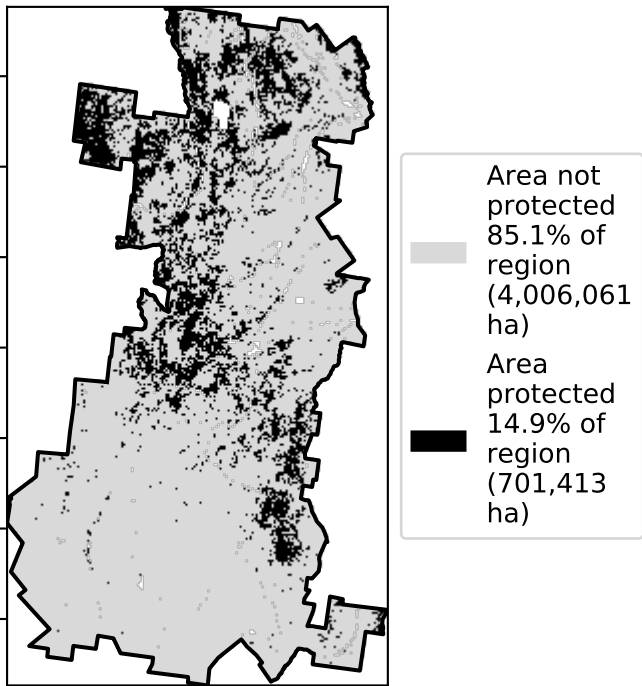 Area not
protected
85.1% of
region
(4,006,061
ha)
Area
protected
14.9% of
region
(701,413
ha)